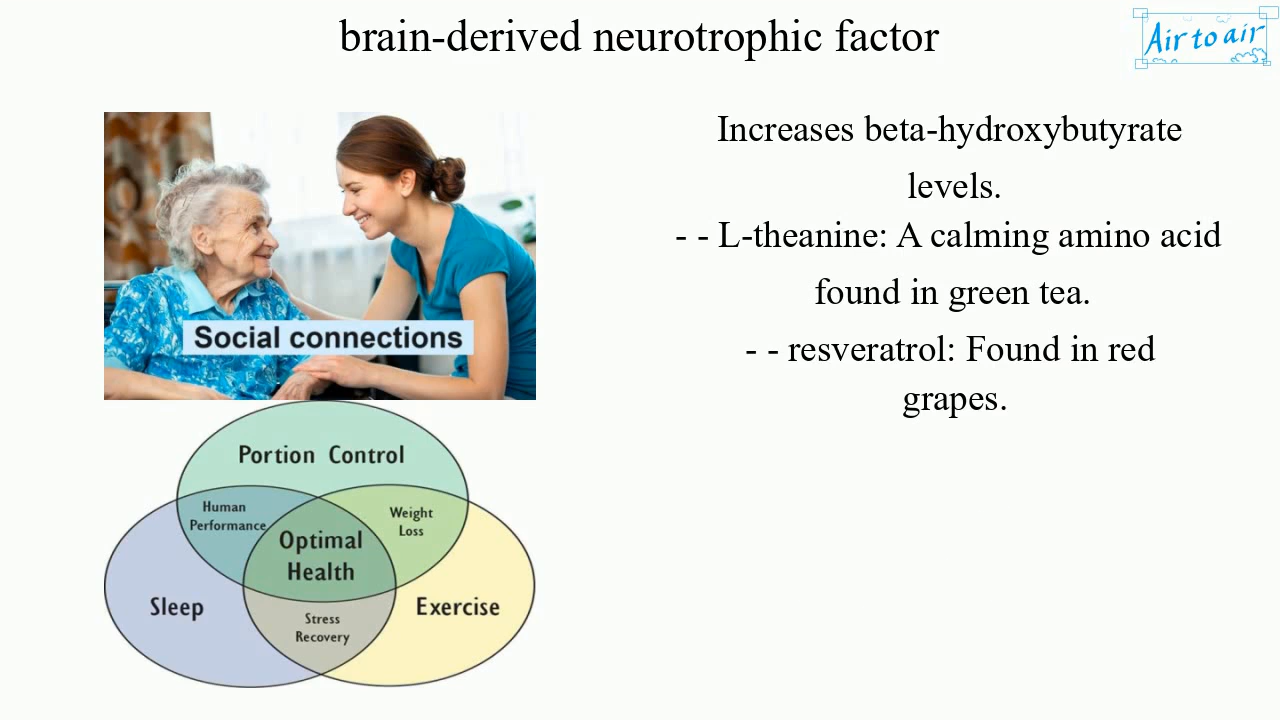 brain-derived neurotrophic factor
Air to air
Increases beta-hydroxybutyrate
levels.
- - L-theanine: A calming amino acid
found in green tea.
- - resveratrol: Found in red
grapes.
Social connections
Portion Control
Human
Performance
Weight
Loss
Optimal
Health
Sleep
Exercise
Stress
Recovery